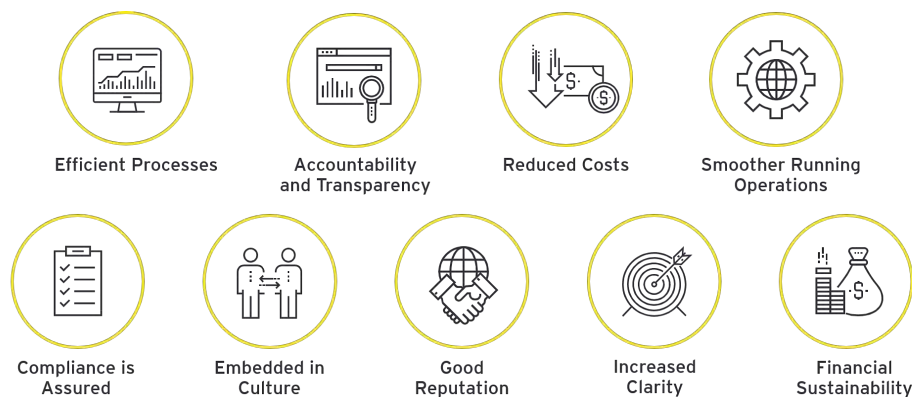 Efficient Processes
Accountability
and Transparency
Reduced Costs
Smoother Running
Operations
Compliance is
Assured
Embedded in
Culture
Good
Reputation
Increased
Clarity
Financial
Sustainability